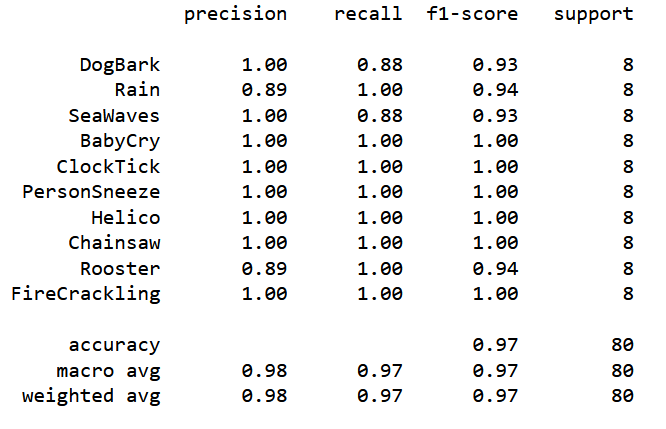 precision recall f1-score support
DogBark 1.00 0.88 0.93 8
Rain 0.89 1.00 0.94 8
SeaWaves 1.00 0.88 0.93 8
BabyCry 1.00 1.00 1.00 8
ClockTick 1.00 1.00 1.00 8
PersonSneeze 1.00 1.00 1.00 8
Helico 1.00 1.00 1.00 8
Chainsaw 1.00 1.00 1.00 8
Rooster 0.89 1.00 0.94 8
FireCrackling 1.00 1.00 1.00 8
accuracy 0.97 80
macro avg 0.98 0.97 0.97 80
weighted avg 0.98 0.97 0.97 80